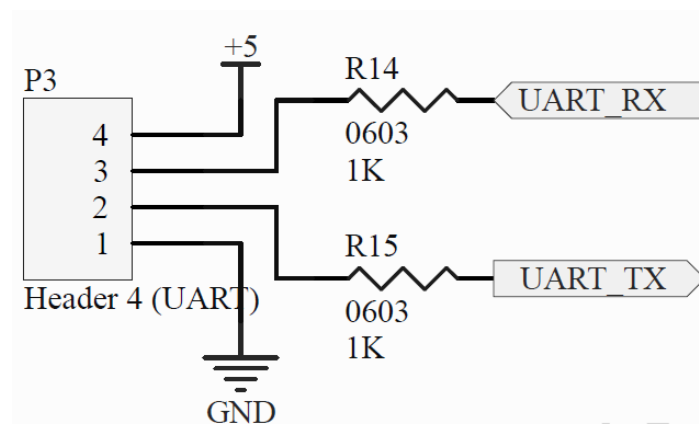 +5
P3
R14
UART_RX
4
0603
3
1K
2
1
R15
Header 4 (UART)
UART_TX
0603
1K
GND